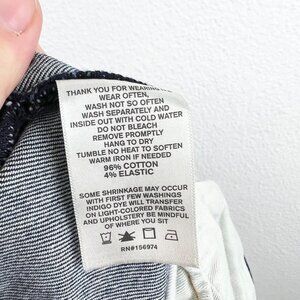 THANK YOU FOR WEARING
WEAR OFTEN,
WASH NOT SO OFTEN
WASH SEPARATELY AND
INSIDE OUT WITH COLD WATER
DO NOT BLEACH
REMOVE PROMPTLY
HANG TO DRY
TUMBLE NO HEAT TO SOFTEN
WARM IRON IF NEEDED
96% COTTON
4% ELASTIC
SOME SHRINKAGE MAY OCCUR
WITH FIRST FEW WASHINGS
INDIGO DYE WILL TRANSFER
ON LIGHT-COLORED FABRICS
AND UPHOLSTERY BE MINDFUL
OF WHERE YOU SIT
RN#156974